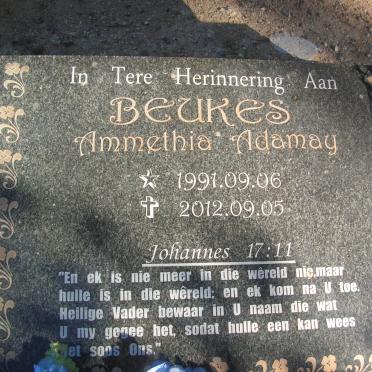 In Tere Herinnering Aan
BEUKES
Ammethia Adamay
1991.09.06
2012.09.05
Johannes 17:11
"En ek is nie meer in die wêreld nie,maar
hulle is in die wêreld; en ek kom na U toe.
Heilige Vader bewaar in U naam die wat
U my gegee het, sodat hulle een kan wees
net soos Ons."